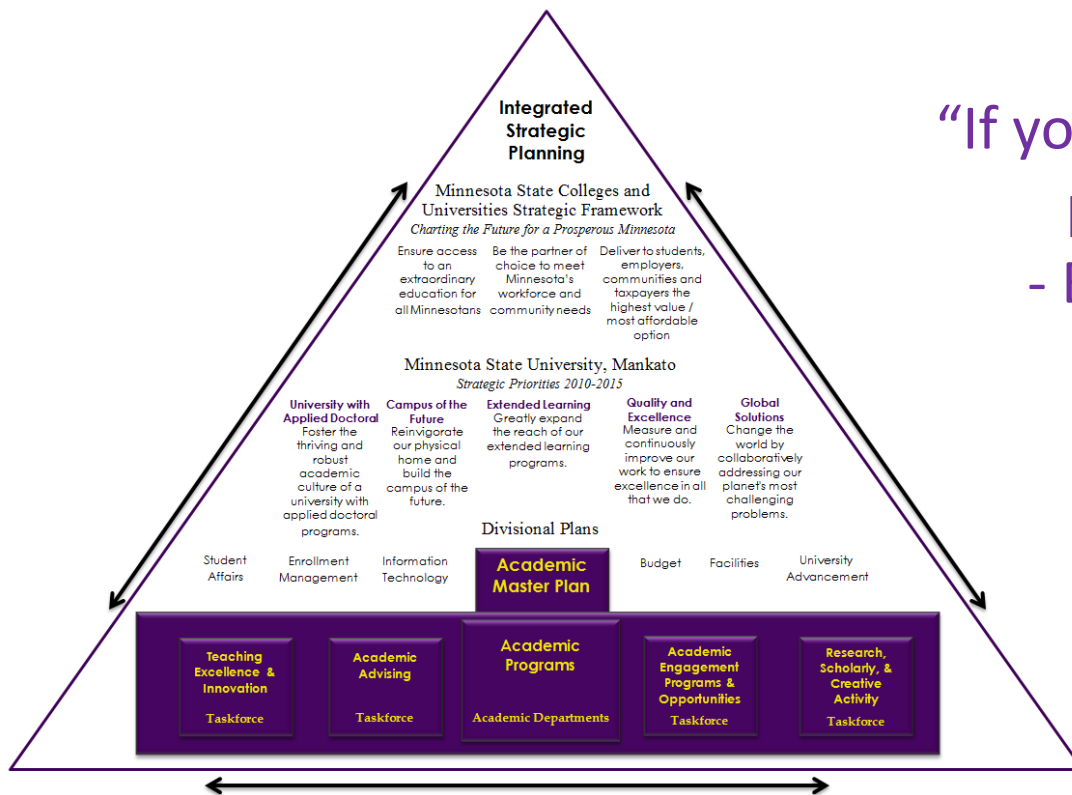 Integrated
Strategic
Planning
Minnesota State Colleges and
Universities Strategic Framework
Charting the Future for a Prosperous Minnesota
Ensure access
to an
extraordinary
education for
all Minnesotans
Be the partner of
choice to meet
Minnesota's
workforce and
community needs
Deliver to students,
employers,
communities and
taxpayers the
highest value /
most affordable
option
Minnesota State University, Mankato
Strategic Priorities 2010-2015
University with
Applied Doctoral
Foster the
thriving and
robust
academic
culture of a
university with
applied doctoral
programs.
Campus of the
Future
Reinvigorate
our physical
home and
build the
campus of the
future.
Extended Learning
Greatly expand
the reach of our
extended learning
programs.
Quality and
Excellence
Measure and
continuously
improve our
work to ensure
excellence in all
that we do.
Global
Solutions
Change the
world by
collaboratively
addressing our
planet's most
challenging
problems.
Divisional Plans
Student
Affairs
Enrollment
Management
Information
Technology
Academic
Master Plan
Budget
Facilities
University
Advancement
Teaching
Excellence &
Innovation
Taskforce
Academic
Advising
Taskforce
Academic
Programs
Academic Departments
Academic
Engagement
Programs &
Opportunities
Taskforce
Research,
Scholarly, &
Creative
Activity
Taskforce
"If
-